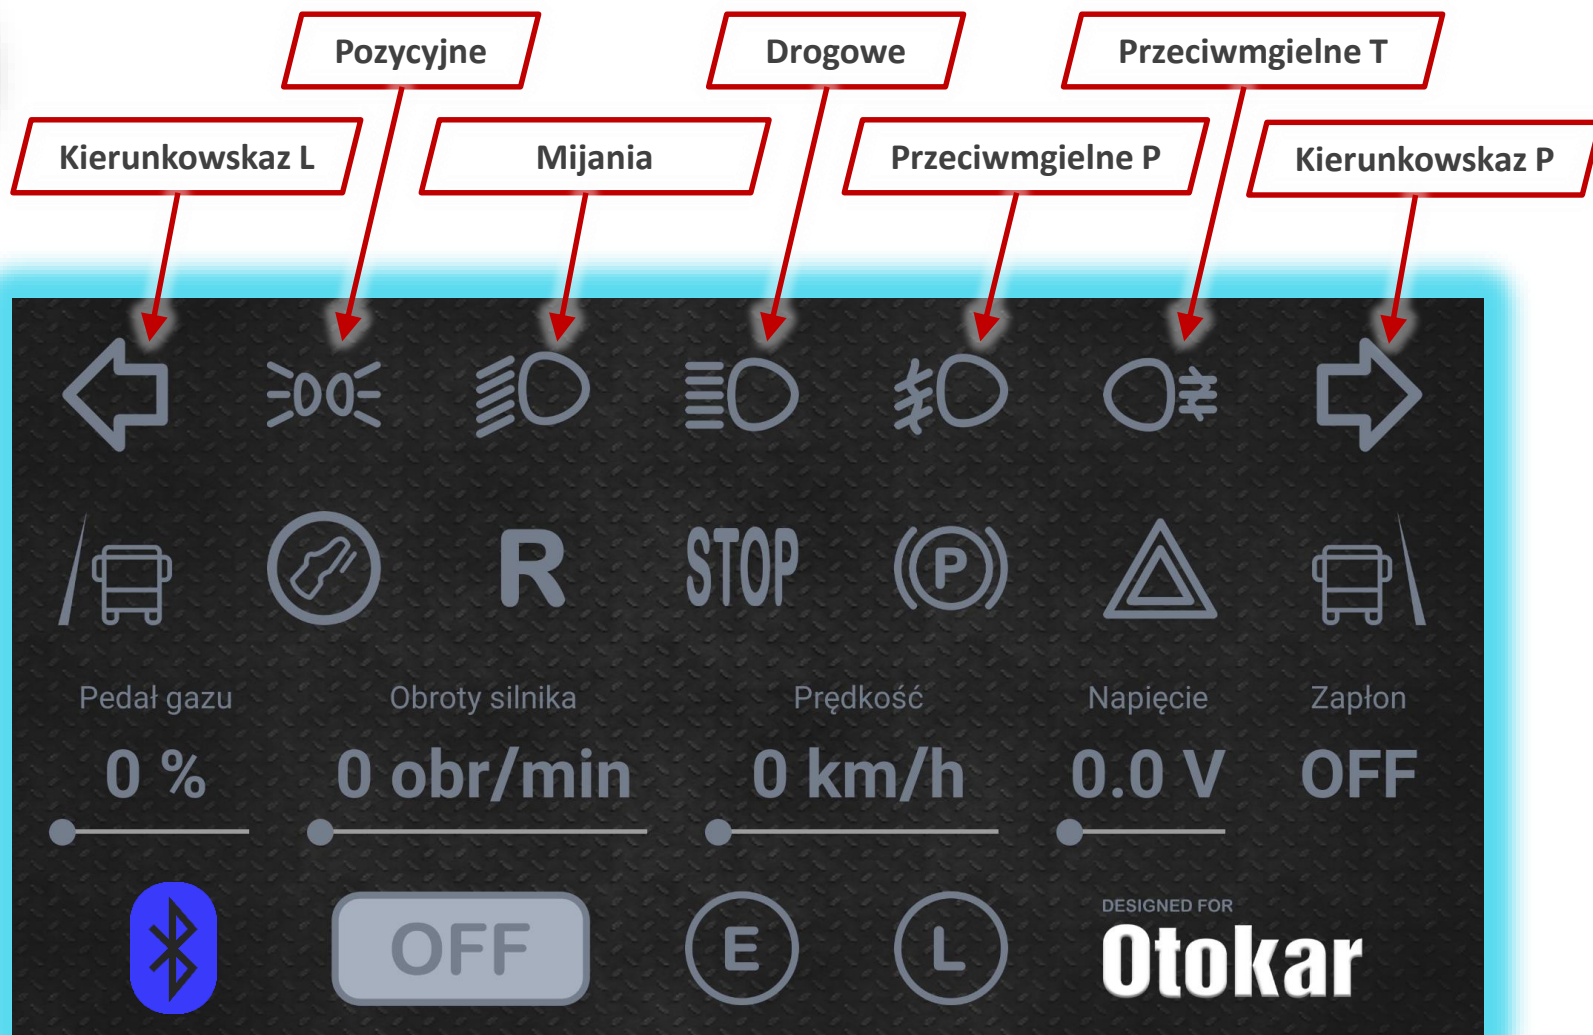 Pozycyjne
Drogowe
Przeciwmgielne T
Kierunkowskaz L
Mijania
Przeciwmgielne P
Kierunkowskaz P
R
STOP
(P)
Pedał gazu
Obroty silnika
Prędkość
Napięcie
Zapłon
0 %
0 obr/min
0 km/h
0.0 V
OFF
OFF
E
L
DESIGNED FOR
Otokar